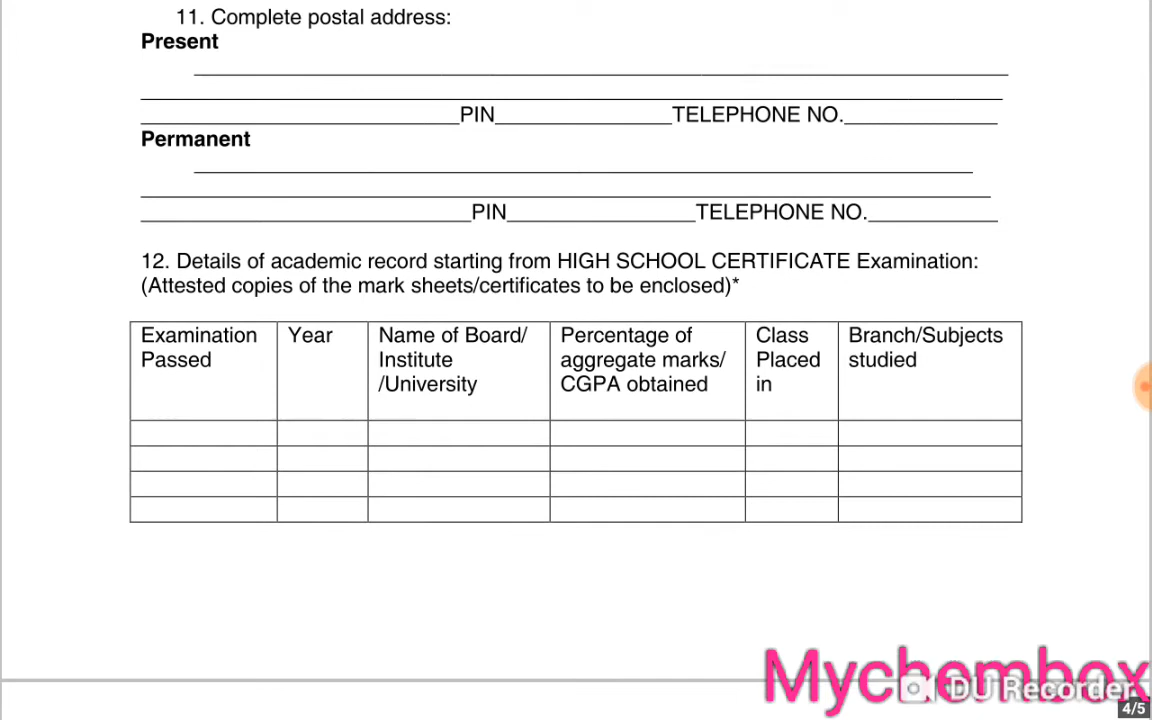 11. Complete postal address:
Present
PIN TELEPHONE NO.
Permanent
PIN TELEPHONE NO.
12. Details of academic record starting from HIGH SCHOOL CERTIFICATE Examination:
(Attested copies of the mark sheets/certificates to be enclosed)*
Examination Passed
Year
Name of Board/ Institute /University
Percentage of aggregate marks/ CGPA obtained
Class Placed in
Branch/Subjects studied
Mychembox
DU Recorder
4/5